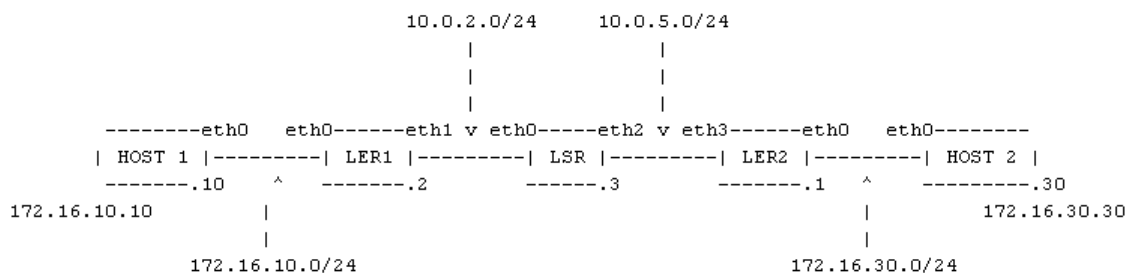 10.0.2.0/24     10.0.5.0/24
|               |
|               |
|               |
--------eth0   eth0------eth1 v eth0-----eth2 v eth3------eth0   eth0--------
| HOST 1 |---------| LER1 |---------| LSR |---------| LER2 |---------| HOST 2 |
-------.10    ^   -------.2         ------.3         -------.1   ^    ---------.30
172.16.10.10         |                                                 |         172.16.30.30
|                                                 |
172.16.10.0/24                                     172.16.30.0/24